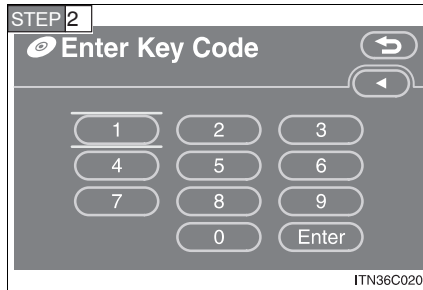 STEP 2
Enter Key Code
1 2 3
4 5 6
7 8 9
0 Enter
ITN36C020